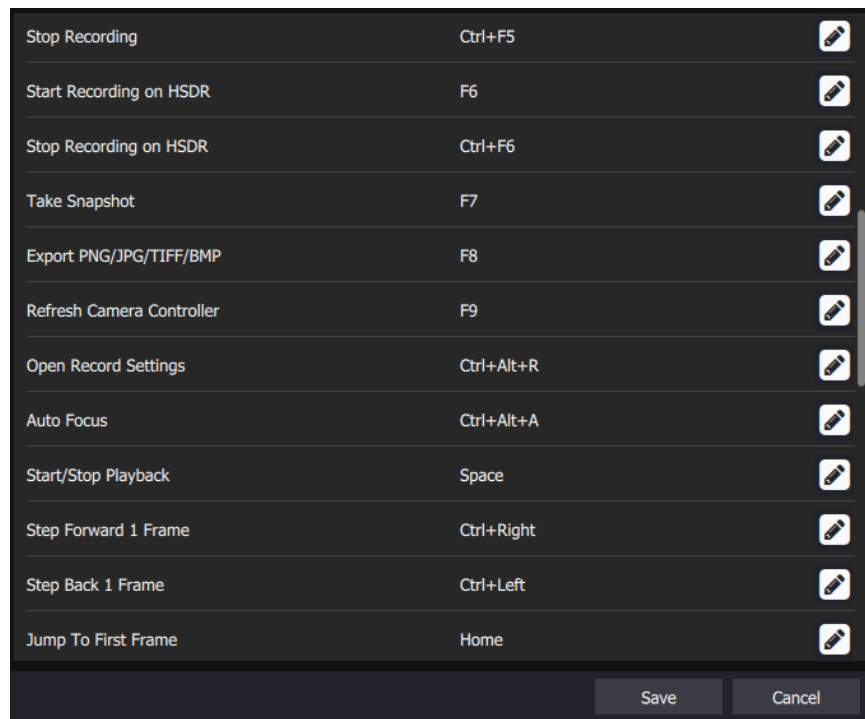 Stop Recording Ctrl+F5
Start Recording on HSDR F6
Stop Recording on HSDR Ctrl+F6
Take Snapshot F7
Export PNG/JPG/TIFF/BMP F8
Refresh Camera Controller F9
Open Record Settings Ctrl+Alt+R
Auto Focus Ctrl+Alt+A
Start/Stop Playback Space
Step Forward 1 Frame Ctrl+Right
Step Back 1 Frame Ctrl+Left
Jump To First Frame Home
Save Cancel